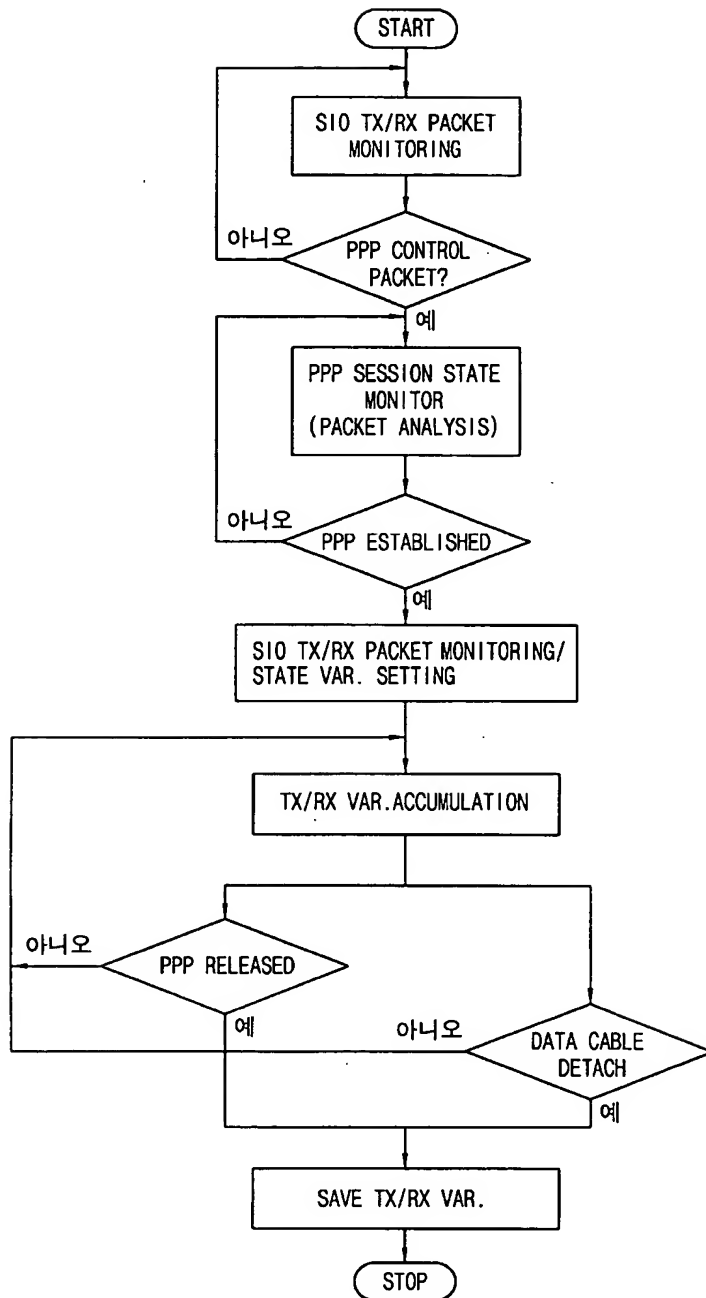 START
SIO TX/RX PACKET
MONITORING
아니오
PPP CONTROL
PACKET?
예
PPP SESSION STATE
MONITOR
(PACKET ANALYSIS)
아니오
PPP ESTABLISHED
예
SIO TX/RX PACKET MONITORING/
STATE VAR. SETTING
TX/RX VAR.ACCUMULATION
아니오
PPP RELEASED
예
아니오
DATA CABLE
DETACH
예
SAVE TX/RX VAR.
STOP